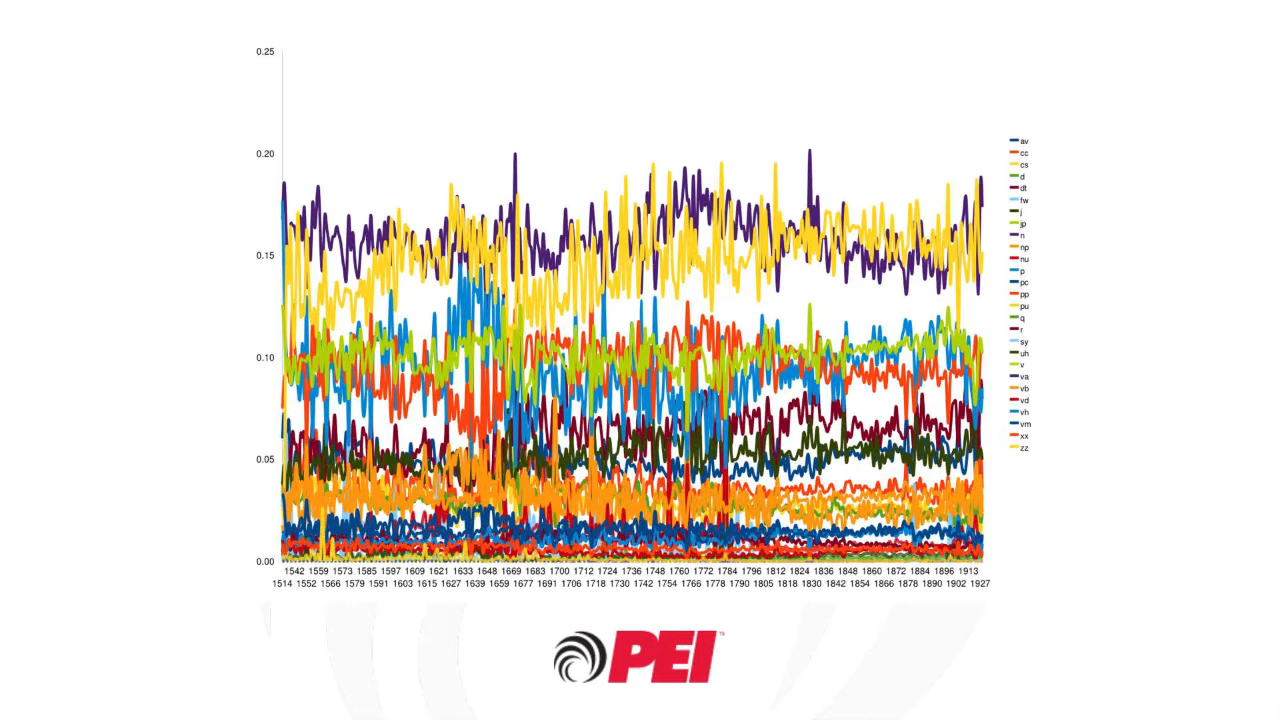 0.25
0.20
0.15
0.10
0.05
0.00
1542 1559 1573 1585 1597 1609 1621 1633 1648 1669 1683 1700 1712 1724 1736 1748 1760 1772 1784 1796 1812 1824 1836 1848 1860 1872 1884 1896 1913
1514 1552 1566 1579 1591 1603 1615 1627 1639 1659 1677 1691 1706 1718 1730 1742 1754 1766 1778 1790 1805 1818 1830 1842 1854 1866 1878 1890 1902 1927
av
cc
cs
d
dt
fw
j
jp
n
np
nu
p
pc
pp
pu
q
r
sy
uh
v
va
vb
vd
vh
vm
xx
zz
PEI